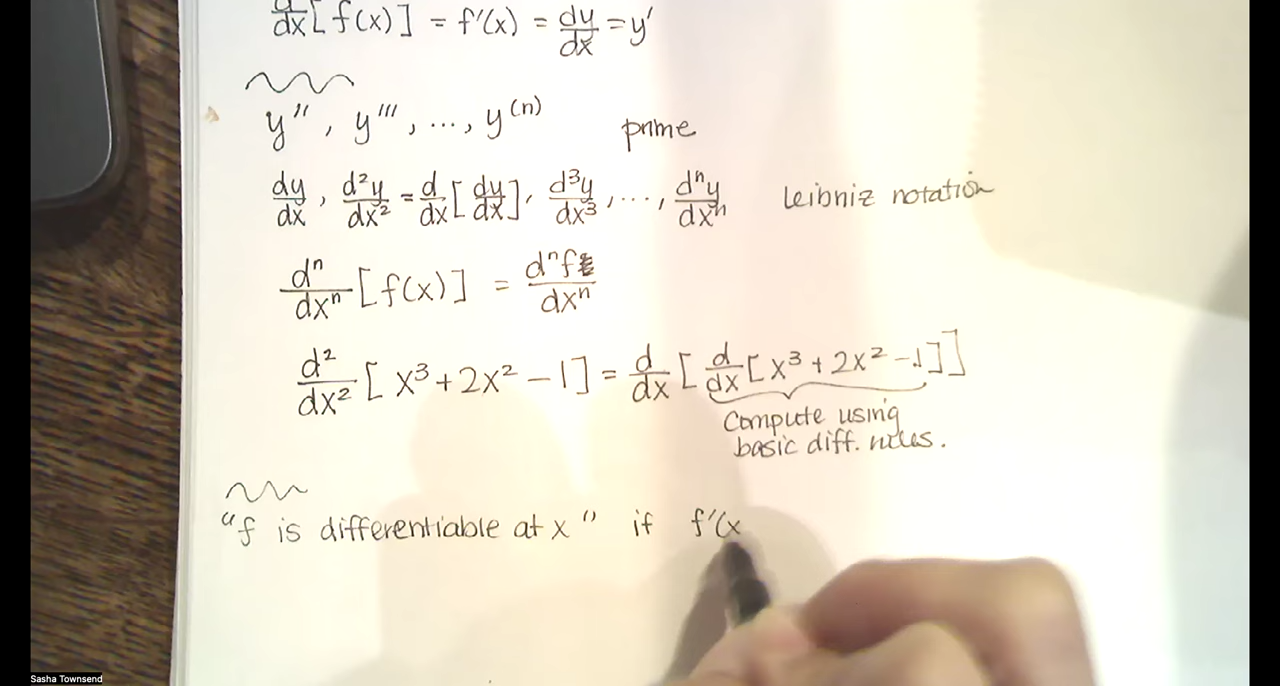 d/dx [ f(x) ] = f'(x) = dy/dx = y'
y'' , y''' , ... , y^(n) prime
dy/dx , d²y/dx² = d/dx [ dy/dx ] , d³y/dx³ , ... , dⁿy/dxⁿ Leibniz notation
dⁿ/dxⁿ [ f(x) ] = dⁿf/dxⁿ
d²/dx² [ x³ + 2x² - 1 ] = d/dx [ d/dx [ x³ + 2x² - 1 ] ]
Compute using
basic diff. rules.
"f is differentiable at x" if f'(x
Sasha Townsend